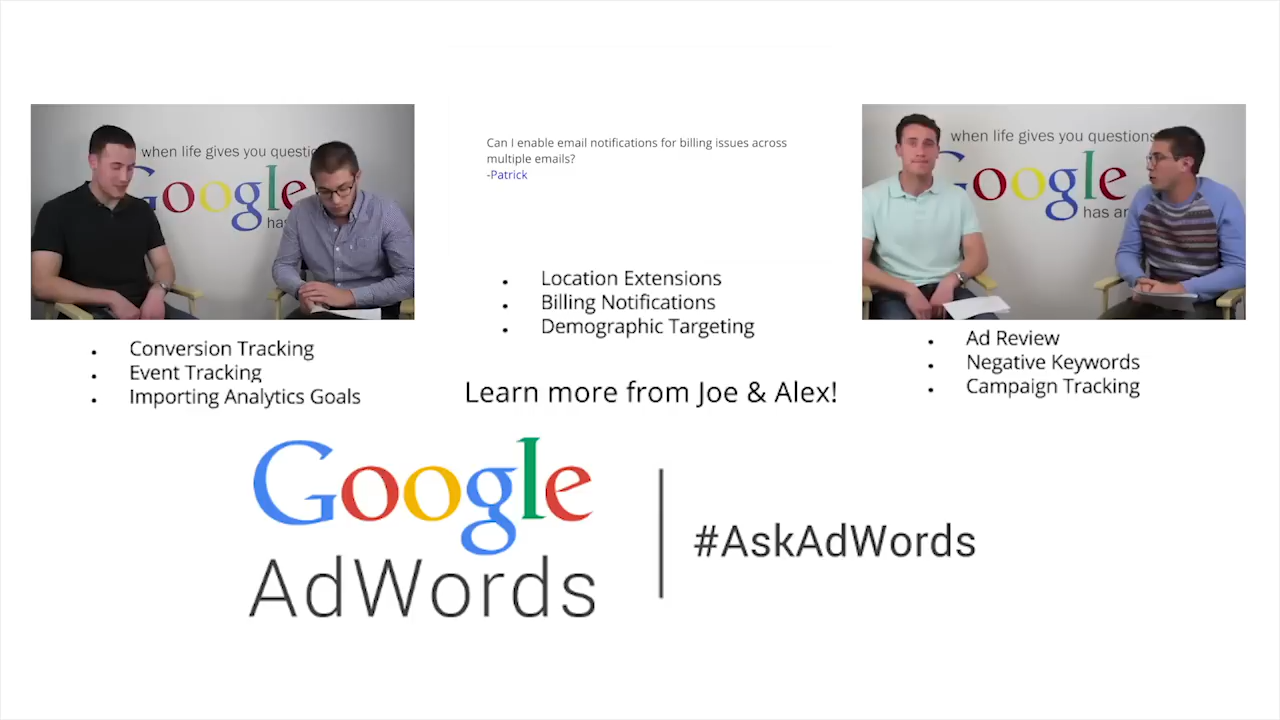 when life gives you questi
Google
has
Conversion Tracking
Event Tracking
Importing Analytics Goals
Can I enable email notifications for billing issues across
multiple emails?
-Patrick
Location Extensions
Billing Notifications
Demographic Targeting
when life gives you questions
Google
has an
Ad Review
Negative Keywords
Campaign Tracking
Learn more from Joe & Alex!
Google
AdWords
#AskAdWords